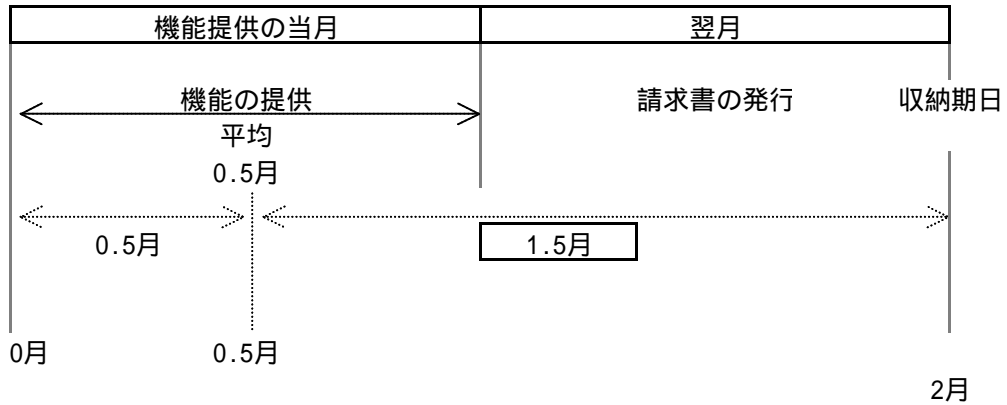 機能提供の当月 翌月
機能の提供 請求書の発行 収納期日
平均
0.5月
0.5月 1.5月
0月 0.5月
2月